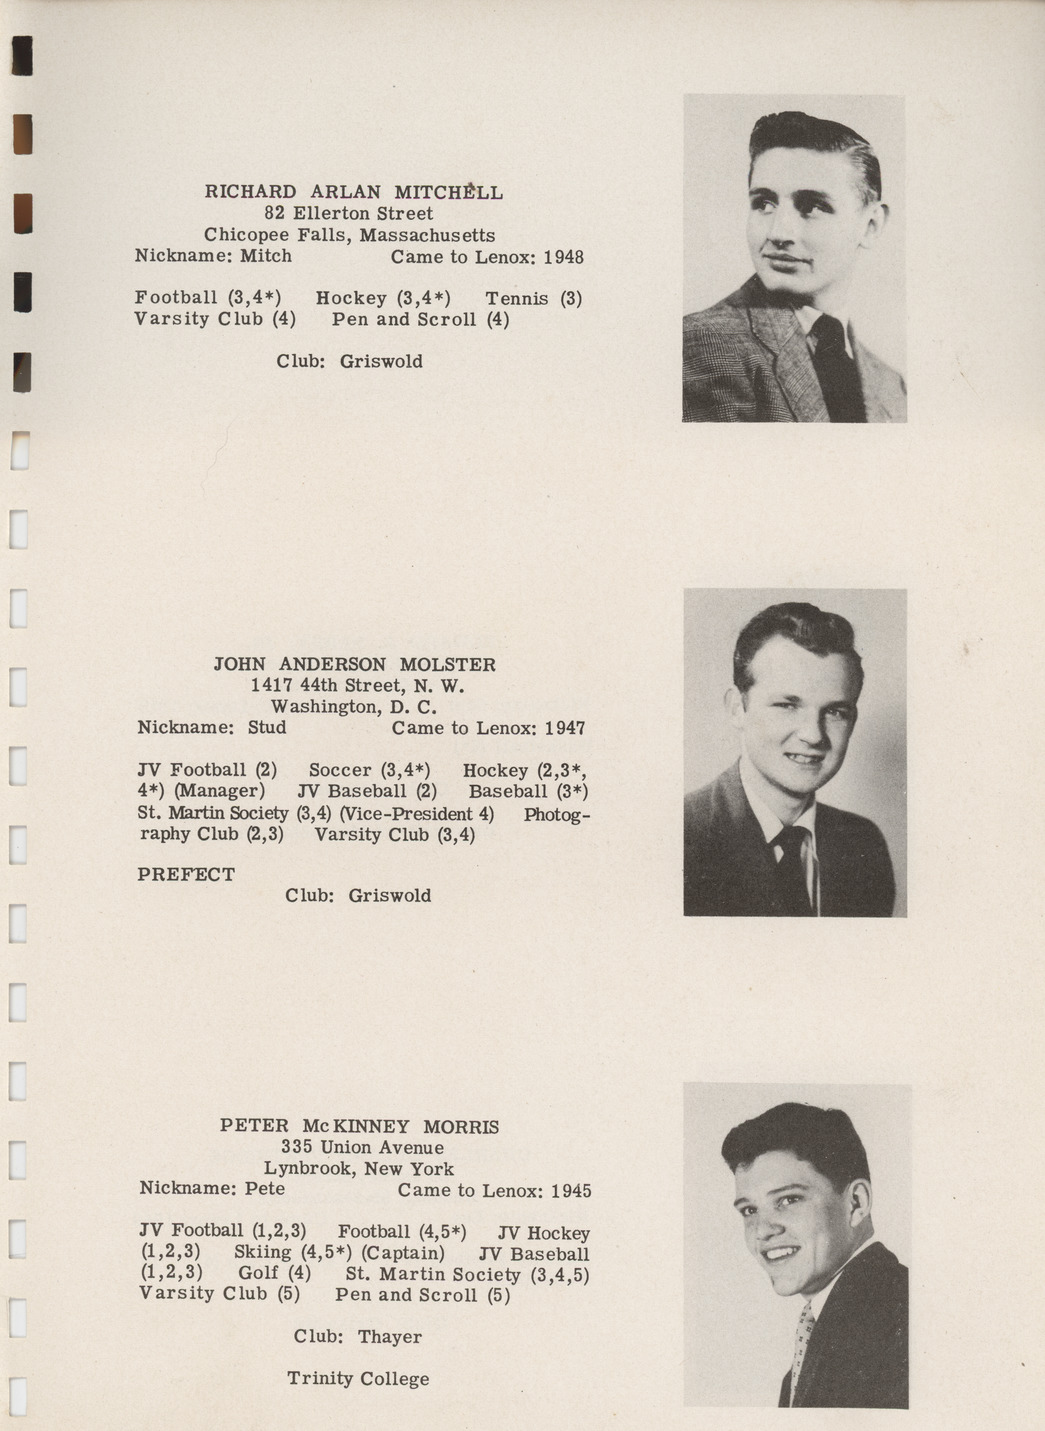 RICHARD ARLAN MITCHELL
82 Ellerton Street
Chicopee Falls, Massachusetts
Nickname: Mitch Came to Lenox: 1948
Football (3,4*) Hockey (3,4*) Tennis (3)
Varsity Club (4) Pen and Scroll (4)
Club: Griswold
JOHN ANDERSON MOLSTER
1417 44th Street, N. W.
Washington, D. C.
Nickname: Stud Came to Lenox: 1947
JV Football (2) Soccer (3,4*) Hockey (2,3*,
4*) (Manager) JV Baseball (2) Baseball (3*)
St. Martin Society (3,4) (Vice-President 4) Photog-
raphy Club (2,3) Varsity Club (3,4)
PREFECT
Club: Griswold
PETER McKINNEY MORRIS
335 Union Avenue
Lynbrook, New York
Nickname: Pete Came to Lenox: 1945
JV Football (1,2,3) Football (4,5*) JV Hockey
(1,2,3) Skiing (4,5*) (Captain) JV Baseball
(1,2,3) Golf (4) St. Martin Society (3,4,5)
Varsity Club (5) Pen and Scroll (5)
Club: Thayer
Trinity College